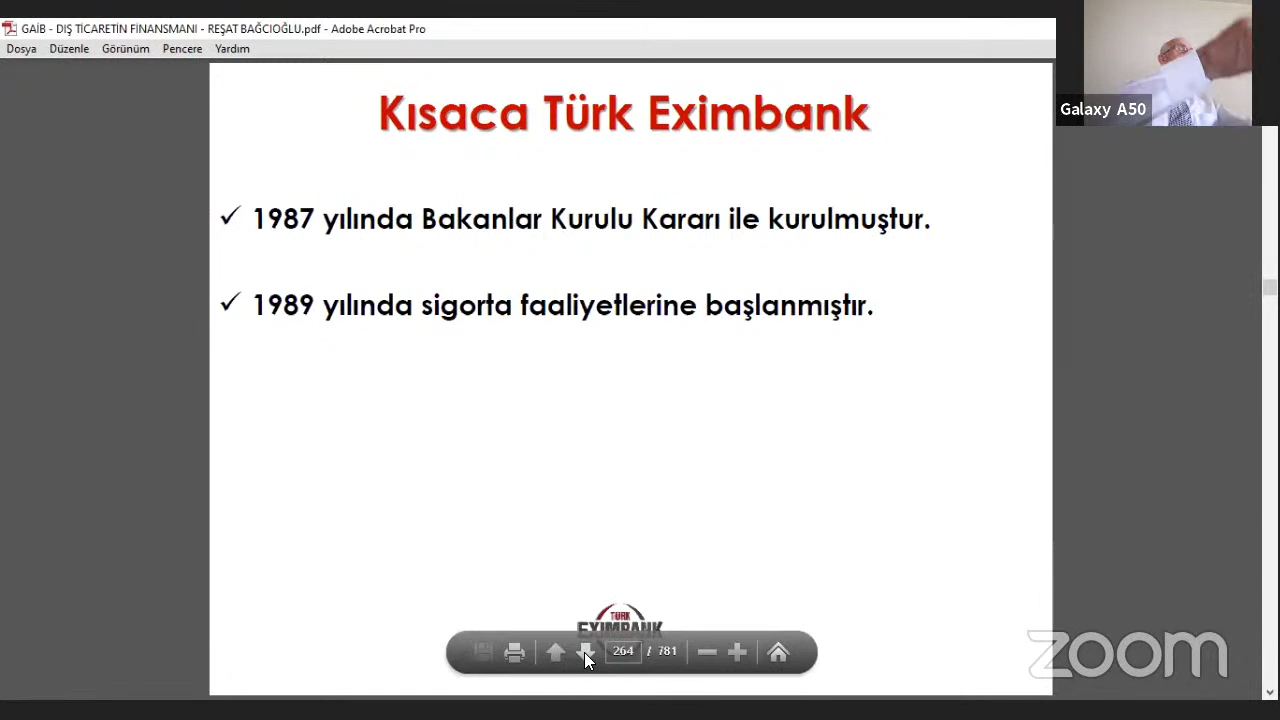 GAİB - DIŞ TİCARETİN FİNANSMANI - REŞAT BAĞCIOĞLU.pdf - Adobe Acrobat Pro
Dosya Düzenle Görünüm Pencere Yardım
Galaxy A50
Kısaca Türk Eximbank
✓ 1987 yılında Bakanlar Kurulu Kararı ile kurulmuştur.
✓ 1989 yılında sigorta faaliyetlerine başlanmıştır.
TÜRK
EXIMBANK
264 / 781
zoom